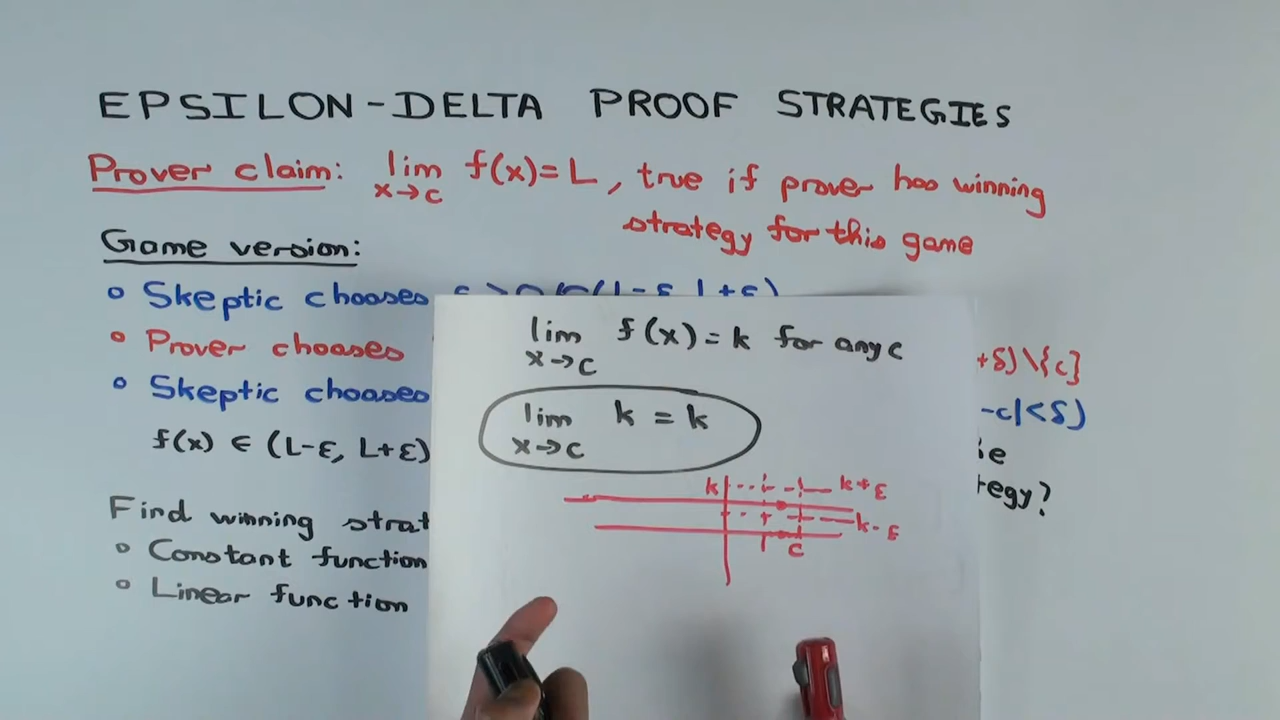 EPSILON-DELTA PROOF STRATEGIES
Prover claim: lim x→c f(x)=L, true if prover has winning
strategy for this game
Game version:
o Skeptic chooses
o Prover chooses +δ)\{c}
o Skeptic chooses -c|<δ)
f(x) ∈ (L-ε, L+ε)
tegy?
Find winning strat
o Constant function
o Linear function
lim x→c f(x)=k for any c
lim x→c k = k
k k+ε
k-ε
c